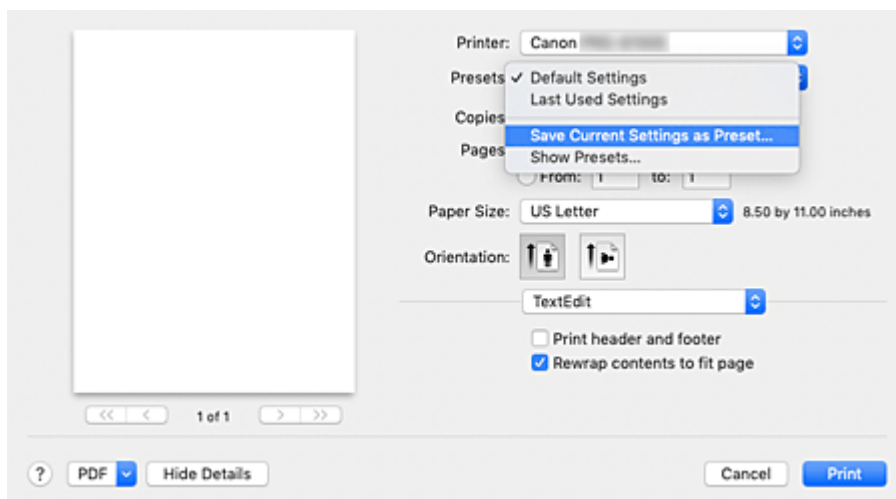 Printer: Canon
Presets ✓ Default Settings
Last Used Settings
Copies
Save Current Settings as Preset...
Pages
Show Presets...
From: 1 to: 1
Paper Size: US Letter 8.50 by 11.00 inches
Orientation:
TextEdit
Print header and footer
Rewrap contents to fit page
<< < 1 of 1 > >>
? PDF Hide Details Cancel Print